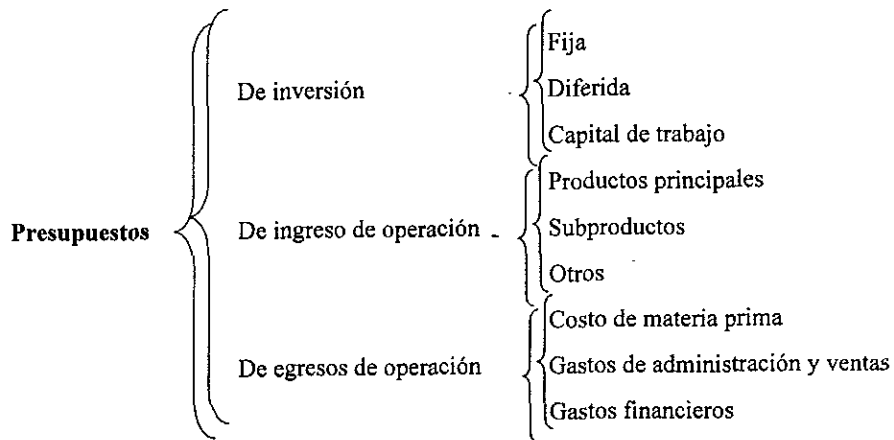 Fija
De inversión
Diferida
Capital de trabajo
Productos principales
Presupuestos
De ingreso de operación
Subproductos
Otros
Costo de materia prima
De egresos de operación
Gastos de administración y ventas
Gastos financieros